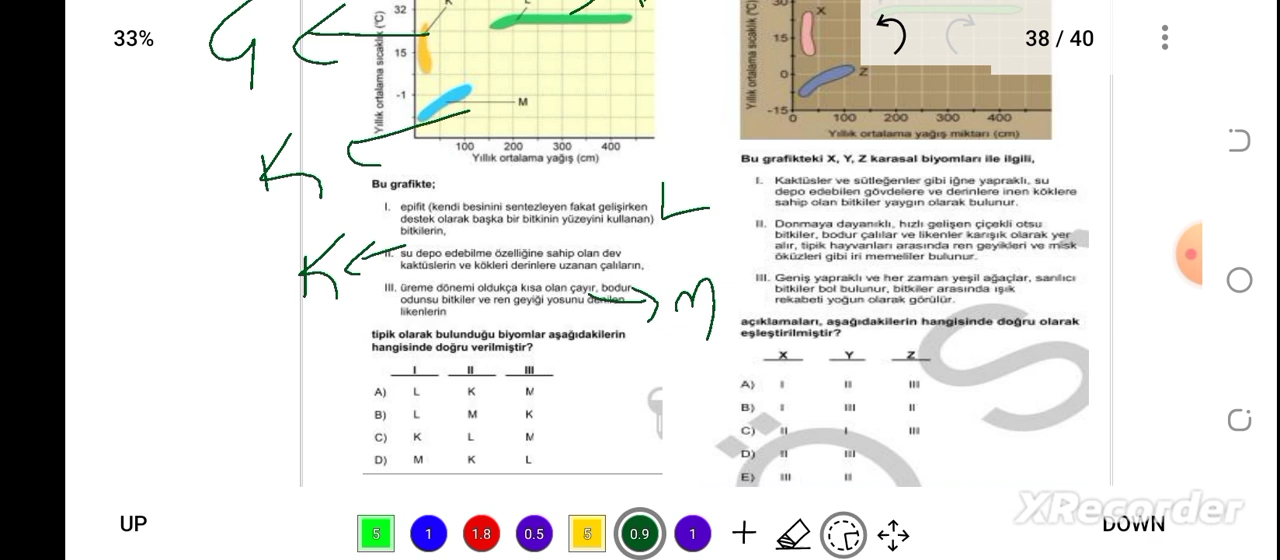 33%
38 / 40
K
L
32
15
-1
Yıllık ortalama sıcaklık (°C)
M
100
200
300
400
Yıllık ortalama yağış (cm)
G
K
Bu grafikte;
I. epifit (kendi besinini sentezleyen fakat gelişirken
destek olarak başka bir bitkinin yüzeyini kullanan)
bitkilerin,
L
II. su depo edebilme özelliğine sahip olan dev
kaktüslerin ve kökleri derinlere uzanan çalıların,
K
III. üreme dönemi oldukça kısa olan çayır, bodur
odunsu bitkiler ve ren geyiği yosunu denilen
likenlerin
M
tipik olarak bulunduğu biyomlar aşağıdakilerin
hangisinde doğru verilmiştir?
I II III
A) L K M
B) L M K
C) K L M
D) M K L
30
15
0
-15
Yıllık ortalama sıcaklık (°C)
X
Z
0
100
200
300
400
Yıllık ortalama yağış miktarı (cm)
Bu grafikteki X, Y, Z karasal biyomları ile ilgili,
I. Kaktüsler ve sütleğenler gibi iğne yapraklı, su
depo edebilen gövdelere ve derinlere inen köklere
sahip olan bitkiler yaygın olarak bulunur.
II. Donmaya dayanıklı, hızlı gelişen çiçekli otsu
bitkiler, bodur çalılar ve likenler karışık olarak yer
alır, tipik hayvanları arasında ren geyikleri ve misk
öküzleri gibi iri memeliler bulunur.
III. Geniş yapraklı ve her zaman yeşil ağaçlar, sarılıcı
bitkiler bol bulunur, bitkiler arasında ışık
rekabeti yoğun olarak görülür.
açıklamaları, aşağıdakilerin hangisinde doğru olarak
eşleştirilmiştir?
X Y Z
A) I II III
B) I III II
C) II I III
D) II III
E) III II
UP
5
1
1.8
0.5
5
0.9
1
DOWN
XRecorder